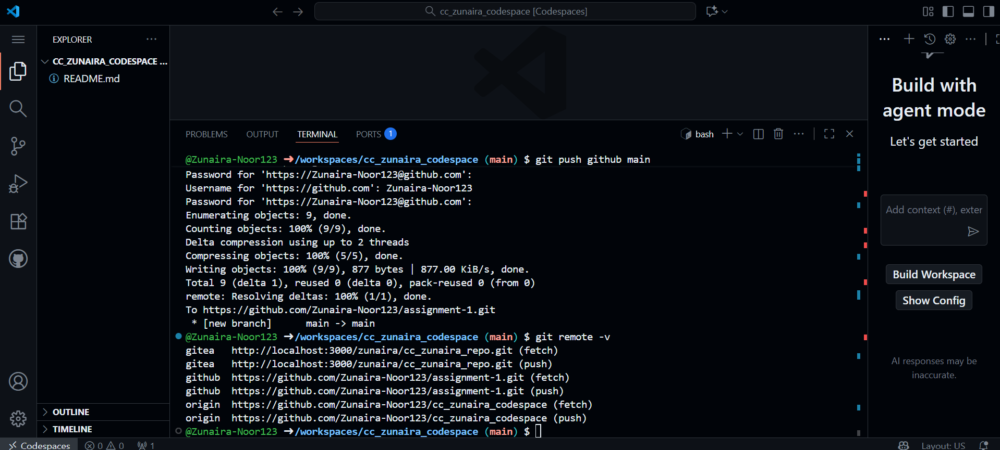 cc_zunaira_codespace [Codespaces]
EXPLORER
CC_ZUNAIRA_CODESPACE ...
README.md
OUTLINE
TIMELINE
PROBLEMS OUTPUT TERMINAL PORTS 1
bash
@Zunaira-Noor123 ➜/workspaces/cc_zunaira_codespace (main) $ git push github main
Password for 'https://Zunaira-Noor123@github.com':
Username for 'https://github.com': Zunaira-Noor123
Password for 'https://Zunaira-Noor123@github.com':
Enumerating objects: 9, done.
Counting objects: 100% (9/9), done.
Delta compression using up to 2 threads
Compressing objects: 100% (5/5), done.
Writing objects: 100% (9/9), 877 bytes | 877.00 KiB/s, done.
Total 9 (delta 1), reused 0 (delta 0), pack-reused 0 (from 0)
remote: Resolving deltas: 100% (1/1), done.
To https://github.com/Zunaira-Noor123/assignment-1.git
 * [new branch]      main -> main
@Zunaira-Noor123 ➜/workspaces/cc_zunaira_codespace (main) $ git remote -v
gitea   http://localhost:3000/zunaira/cc_zunaira_repo.git (fetch)
gitea   http://localhost:3000/zunaira/cc_zunaira_repo.git (push)
github  https://github.com/Zunaira-Noor123/assignment-1.git (fetch)
github  https://github.com/Zunaira-Noor123/assignment-1.git (push)
origin  https://github.com/Zunaira-Noor123/cc_zunaira_codespace (fetch)
origin  https://github.com/Zunaira-Noor123/cc_zunaira_codespace (push)
@Zunaira-Noor123 ➜/workspaces/cc_zunaira_codespace (main) $
Build with
agent mode
Let's get started
Add context (#), exter
Build Workspace
Show Config
AI responses may be
inaccurate.
Codespaces 0 0 1 Layout: US